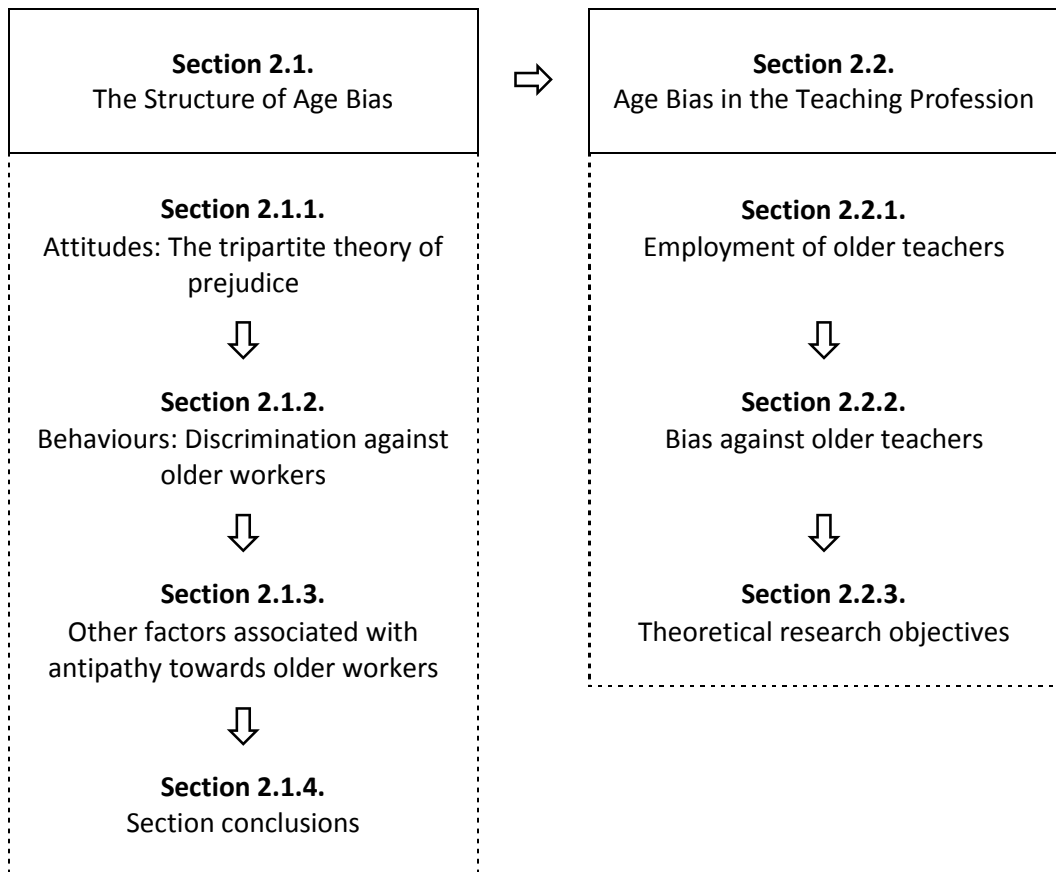 Section 2.1.
The Structure of Age Bias
Section 2.1.1.
Attitudes: The tripartite theory of
prejudice
Section 2.1.2.
Behaviours: Discrimination against
older workers
Section 2.1.3.
Other factors associated with
antipathy towards older workers
Section 2.1.4.
Section conclusions
Section 2.2.
Age Bias in the Teaching Profession
Section 2.2.1.
Employment of older teachers
Section 2.2.2.
Bias against older teachers
Section 2.2.3.
Theoretical research objectives